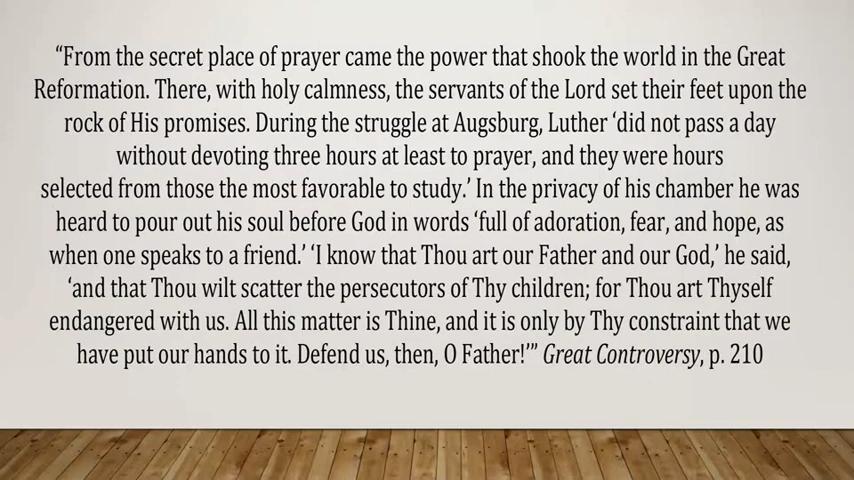 “From the secret place of prayer came the power that shook the world in the Great
Reformation. There, with holy calmness, the servants of the Lord set their feet upon the
rock of His promises. During the struggle at Augsburg, Luther ‘did not pass a day
without devoting three hours at least to prayer, and they were hours
selected from those the most favorable to study.’ In the privacy of his chamber he was
heard to pour out his soul before God in words ‘full of adoration, fear, and hope, as
when one speaks to a friend.’ ‘I know that Thou art our Father and our God,’ he said,
‘and that Thou wilt scatter the persecutors of Thy children; for Thou art Thyself
endangered with us. All this matter is Thine, and it is only by Thy constraint that we
have put our hands to it. Defend us, then, O Father!’” Great Controversy, p. 210